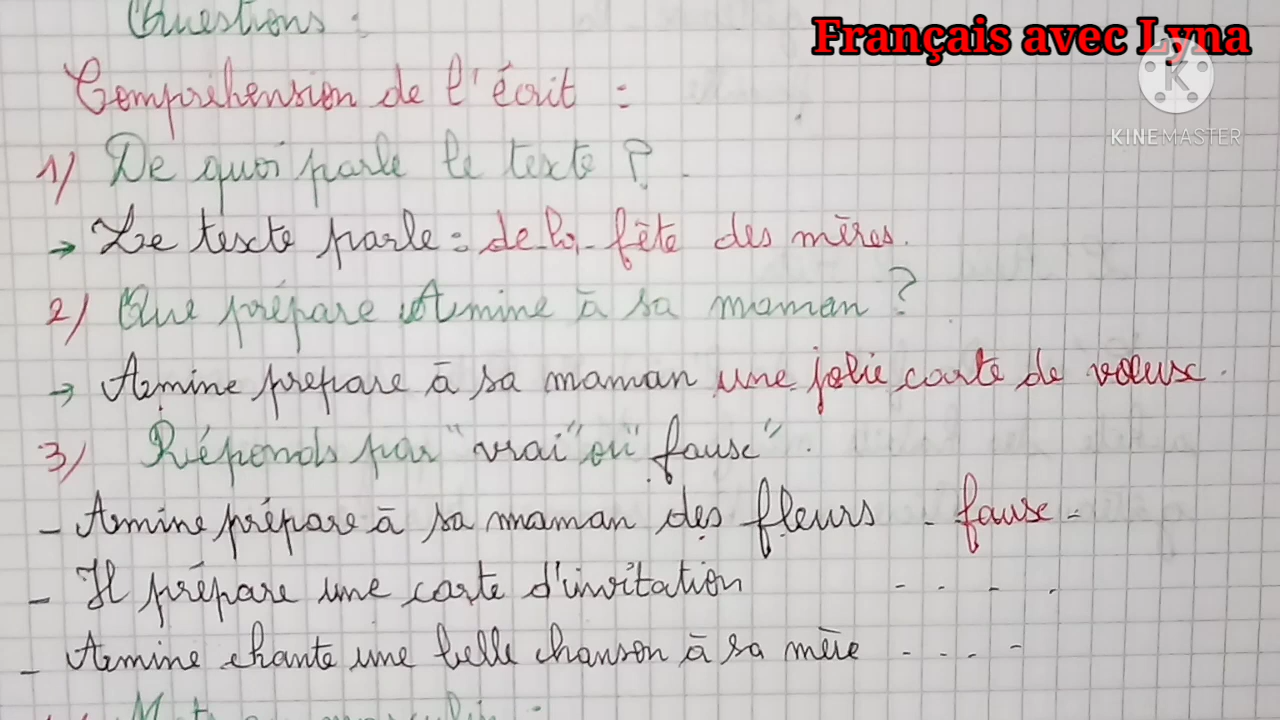 Questions :
Français avec Lyna
Compréhension de l'écrit :
KINEMASTER
1) De quoi parle le texte ?
→ Le texte parle : de la fête des mères.
2) Que prépare Amine à sa maman ?
→ Amine prepare à sa maman une jolie carte de voeux.
3) Réponds par "vrai" ou "faux".
- Amine prépare à sa maman des fleurs - faux -
- Il prépare une carte d'invitation - - - .
- Amine chante une belle chanson à sa mère - - . -